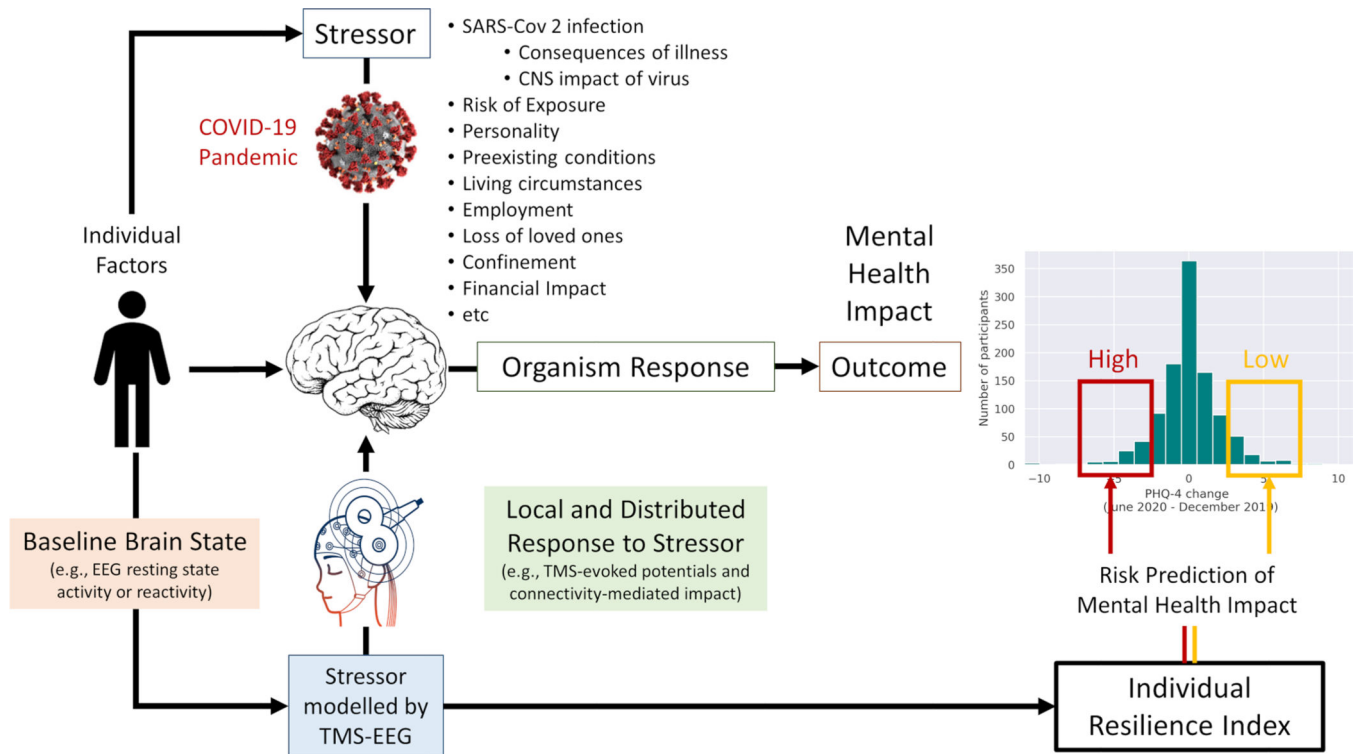 Stressor
• SARS-Cov 2 infection
• Consequences of illness
• CNS impact of virus
• Risk of Exposure
• Personality
• Preexisting conditions
• Living circumstances
• Employment
• Loss of loved ones
• Confinement
• Financial Impact
• etc
COVID-19
Pandemic
Individual
Factors
Mental
Health
Impact
Organism Response
Outcome
350
300
250
200
150
100
50
0
Number of participants
High
Low
−10
−5
0
5
10
PHQ-4 change
(June 2020 - December 2019)
Baseline Brain State
(e.g., EEG resting state
activity or reactivity)
Local and Distributed
Response to Stressor
(e.g., TMS-evoked potentials and
connectivity-mediated impact)
Risk Prediction of
Mental Health Impact
Stressor
modelled by
TMS-EEG
Individual
Resilience Index